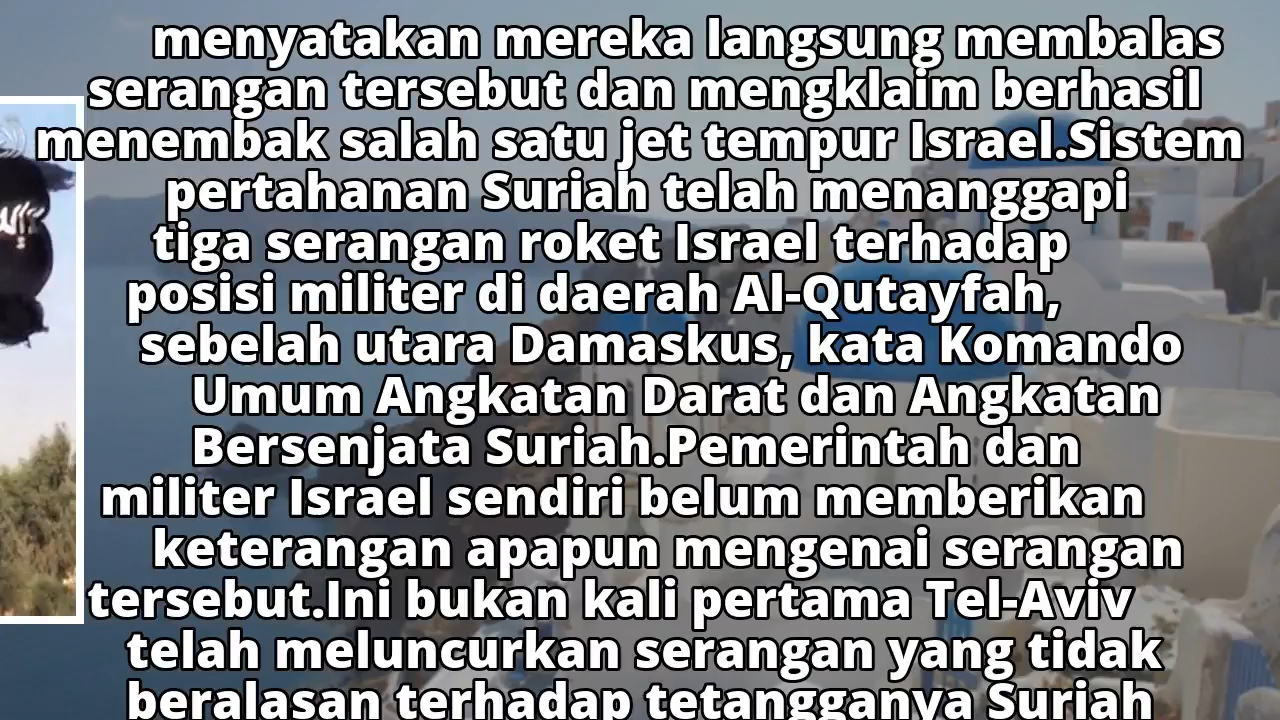 menyatakan mereka langsung membalas
serangan tersebut dan mengklaim berhasil
menembak salah satu jet tempur Israel.Sistem
pertahanan Suriah telah menanggapi
tiga serangan roket Israel terhadap
posisi militer di daerah Al-Qutayfah,
sebelah utara Damaskus, kata Komando
Umum Angkatan Darat dan Angkatan
Bersenjata Suriah.Pemerintah dan
militer Israel sendiri belum memberikan
keterangan apapun mengenai serangan
tersebut.Ini bukan kali pertama Tel-Aviv
telah meluncurkan serangan yang tidak
beralasan terhadap tetangganya Suriah